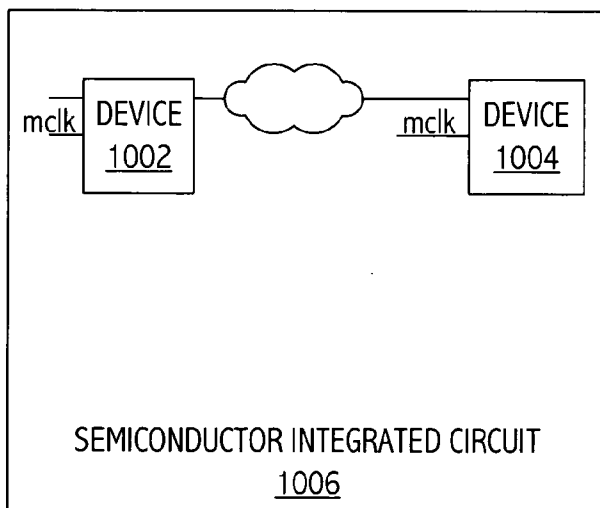 mclk
DEVICE
1002
mclk
DEVICE
1004
SEMICONDUCTOR INTEGRATED CIRCUIT
1006